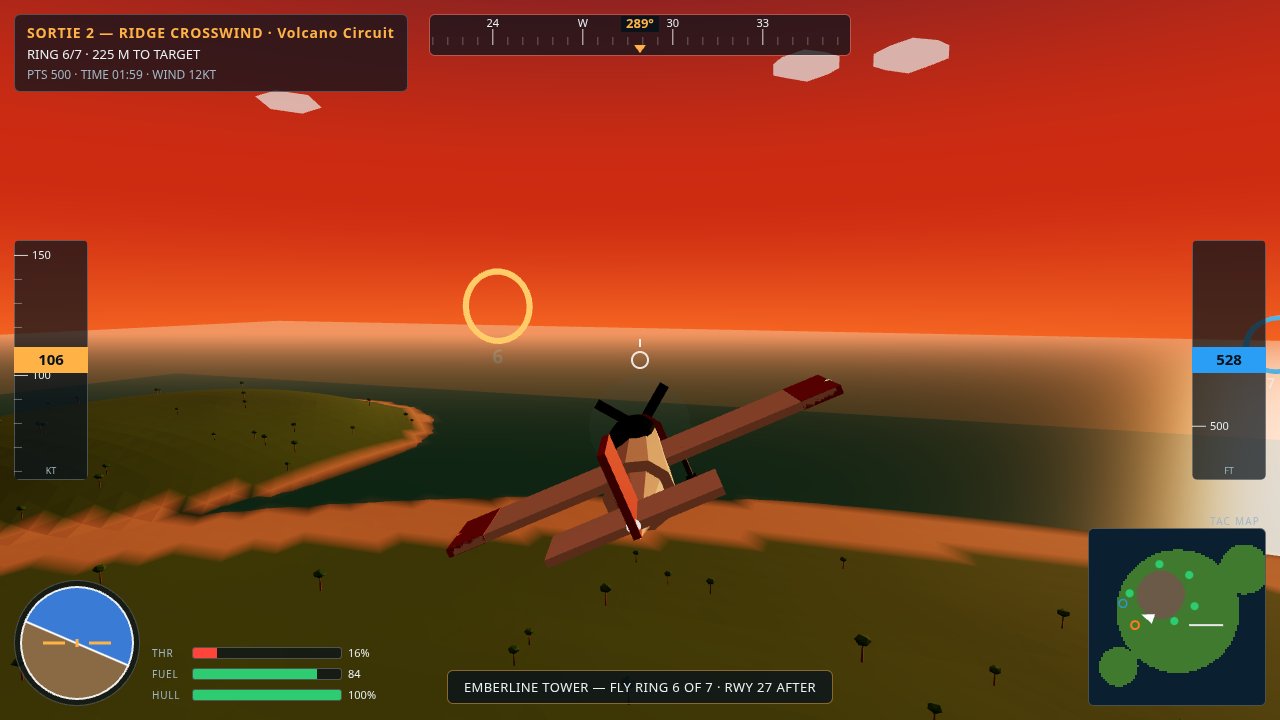 SORTIE 2 — RIDGE CROSSWIND · Volcano Circuit
RING 6/7 · 225 M TO TARGET
PTS 500 · TIME 01:59 · WIND 12KT
24 W 289° 30 33
150
106
100
KT
6
528
7
500
FT
TAC MAP
THR 16%
FUEL 84
HULL 100%
EMBERLINE TOWER — FLY RING 6 OF 7 · RWY 27 AFTER